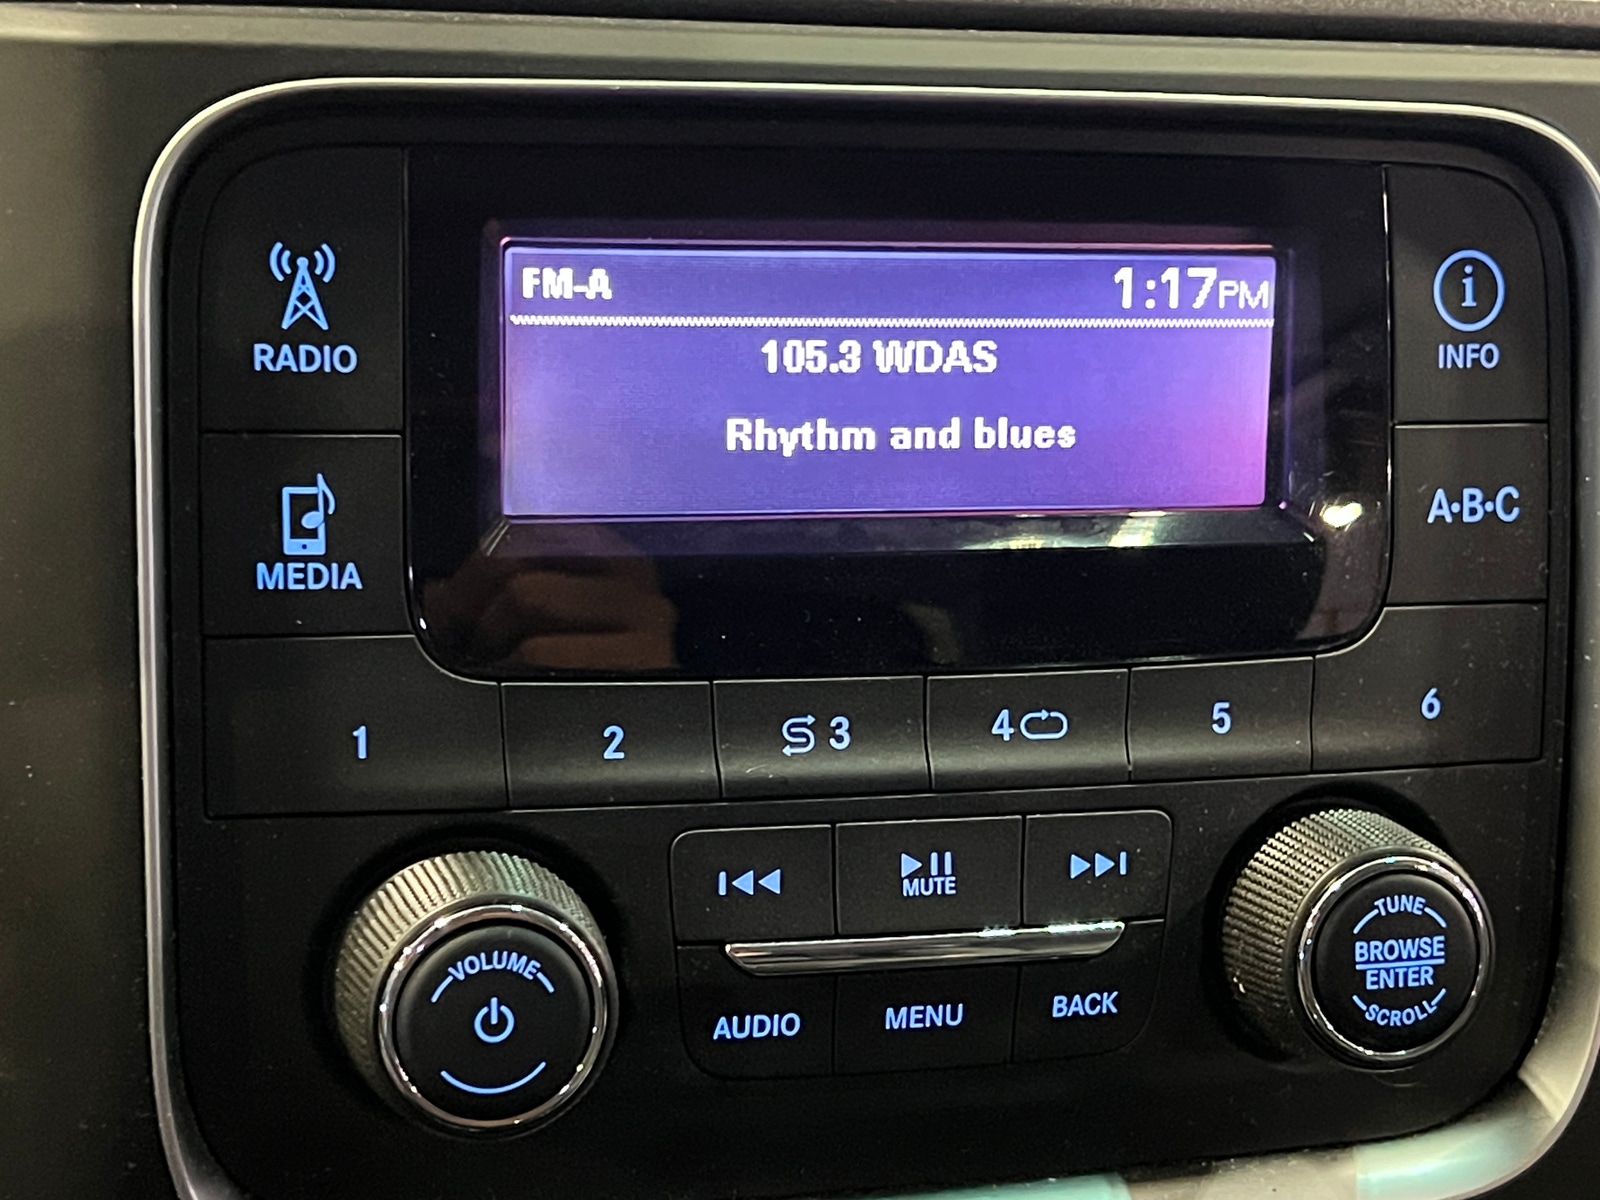 FM-A 1:17PM
105.3 WDAS
Rhythm and blues
RADIO
MEDIA
i
INFO
A•B•C
1
2
3
4
5
6
MUTE
VOLUME
AUDIO
MENU
BACK
TUNE
BROWSE
ENTER
SCROLL